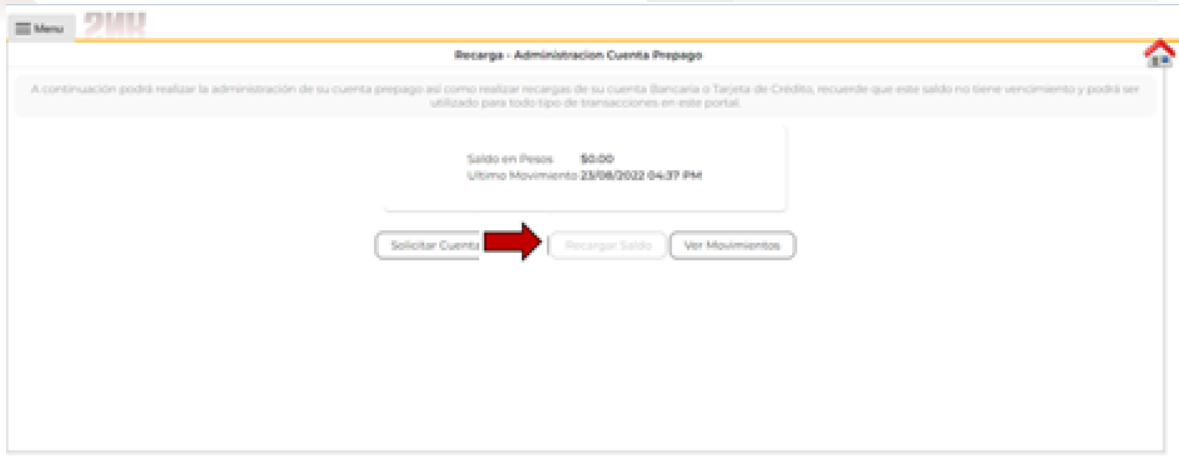 Menu
Recarga - Administracion Cuenta Prepago
A continuación podrá realizar la administración de su cuenta prepago así como realizar recargas de su cuenta Bancaria o Tarjeta de Crédito, recuerde que este saldo no tiene vencimiento y podrá ser
utilizado para todo tipo de transacciones en este portal.
Saldo en Pesos $0.00
Ultimo Movimiento 23/08/2022 04:37 PM
Solicitar Cuenta Recargar Saldo Ver Movimientos